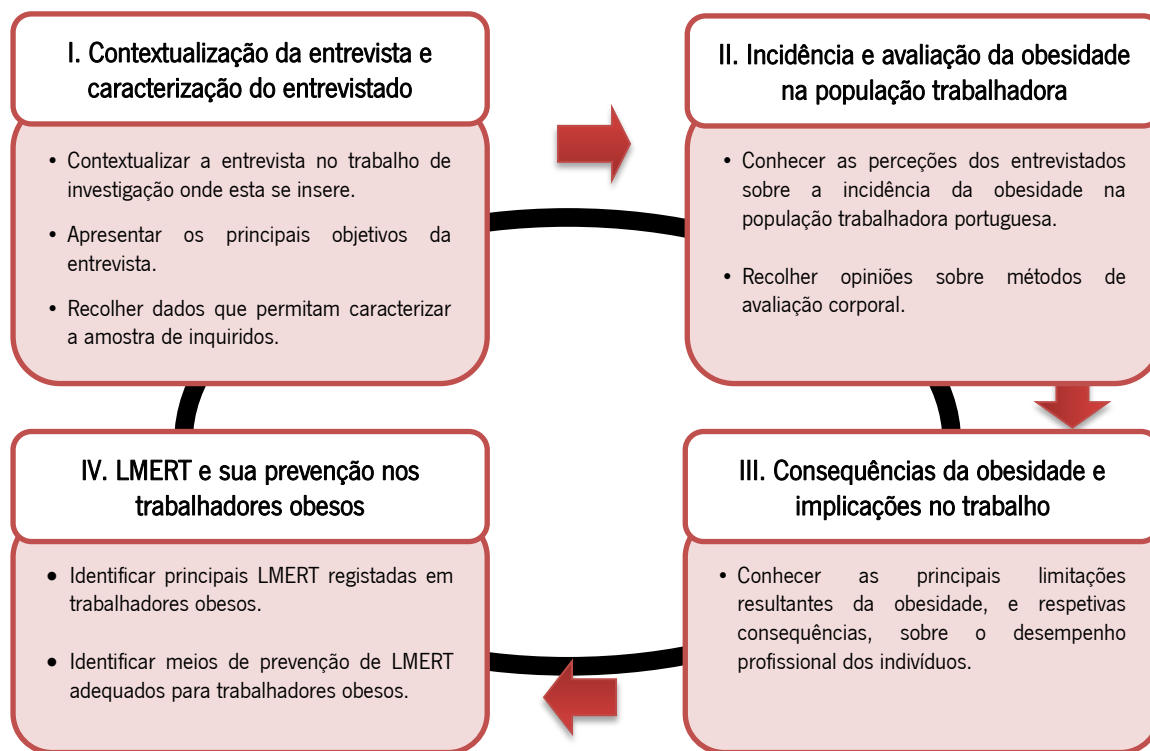 I. Contextualização da entrevista e
caracterização do entrevistado
• Contextualizar a entrevista no trabalho de
investigação onde esta se insere.
• Apresentar os principais objetivos da
entrevista.
• Recolher dados que permitam caracterizar
a amostra de inquiridos.
II. Incidência e avaliação da obesidade
na população trabalhadora
• Conhecer as perceções dos entrevistados
sobre a incidência da obesidade na
população trabalhadora portuguesa.
• Recolher opiniões sobre métodos de
avaliação corporal.
III. Consequências da obesidade e
implicações no trabalho
• Conhecer as principais limitações
resultantes da obesidade, e respetivas
consequências, sobre o desempenho
profissional dos indivíduos.
IV. LMERT e sua prevenção nos
trabalhadores obesos
• Identificar principais LMERT registadas em
trabalhadores obesos.
• Identificar meios de prevenção de LMERT
adequados para trabalhadores obesos.